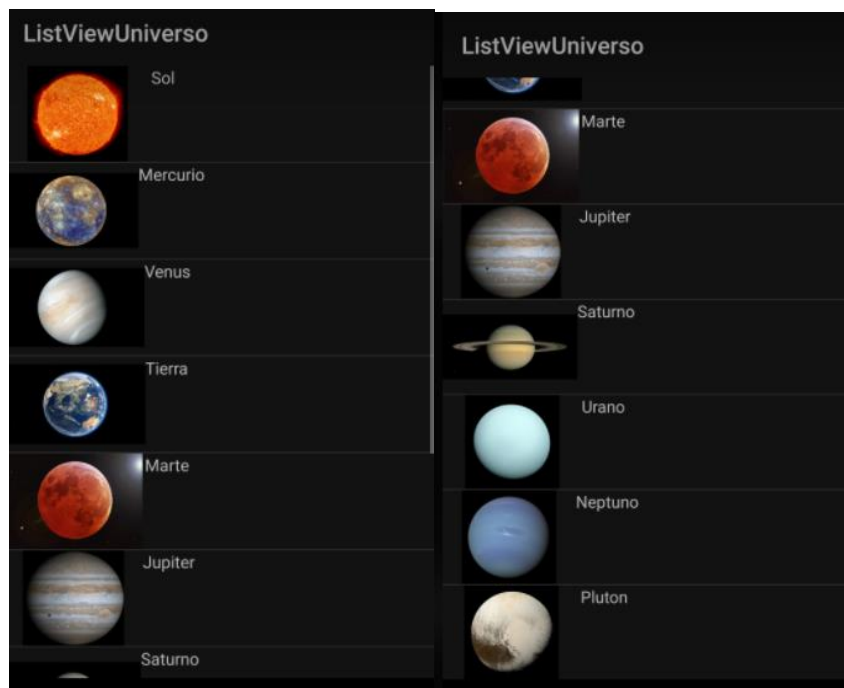 ListViewUniverso
Sol
Mercurio
Venus
Tierra
Marte
Jupiter
Saturno
ListViewUniverso
Marte
Jupiter
Saturno
Urano
Neptuno
Pluton